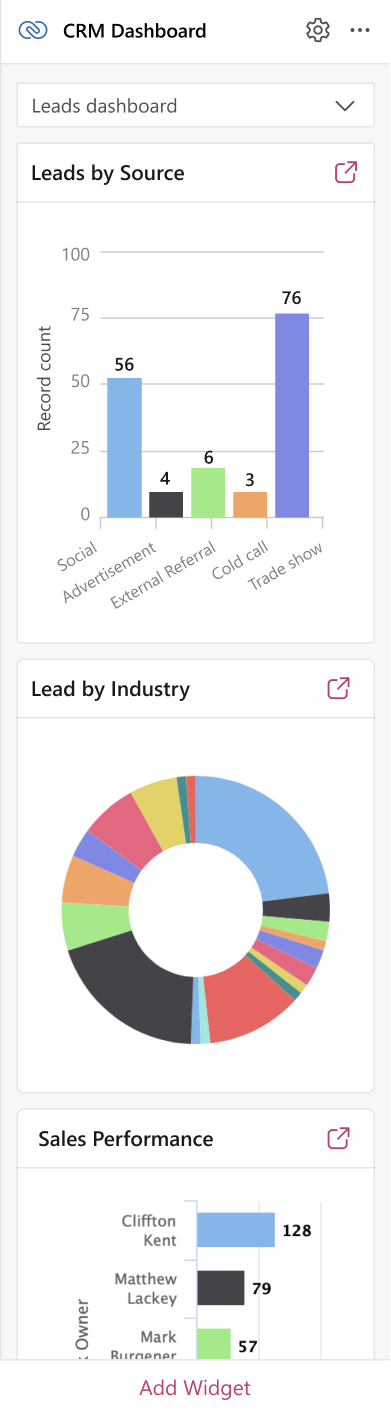 CRM Dashboard
Leads dashboard
Leads by Source
Record count
100
75
50
25
0
56
4
6
3
76
Social
Advertisement
External Referral
Cold call
Trade show
Lead by Industry
Sales Performance
Cliffton
Kent
128
Matthew
Lackey
79
Mark
Burgener
57
Owner
Add Widget